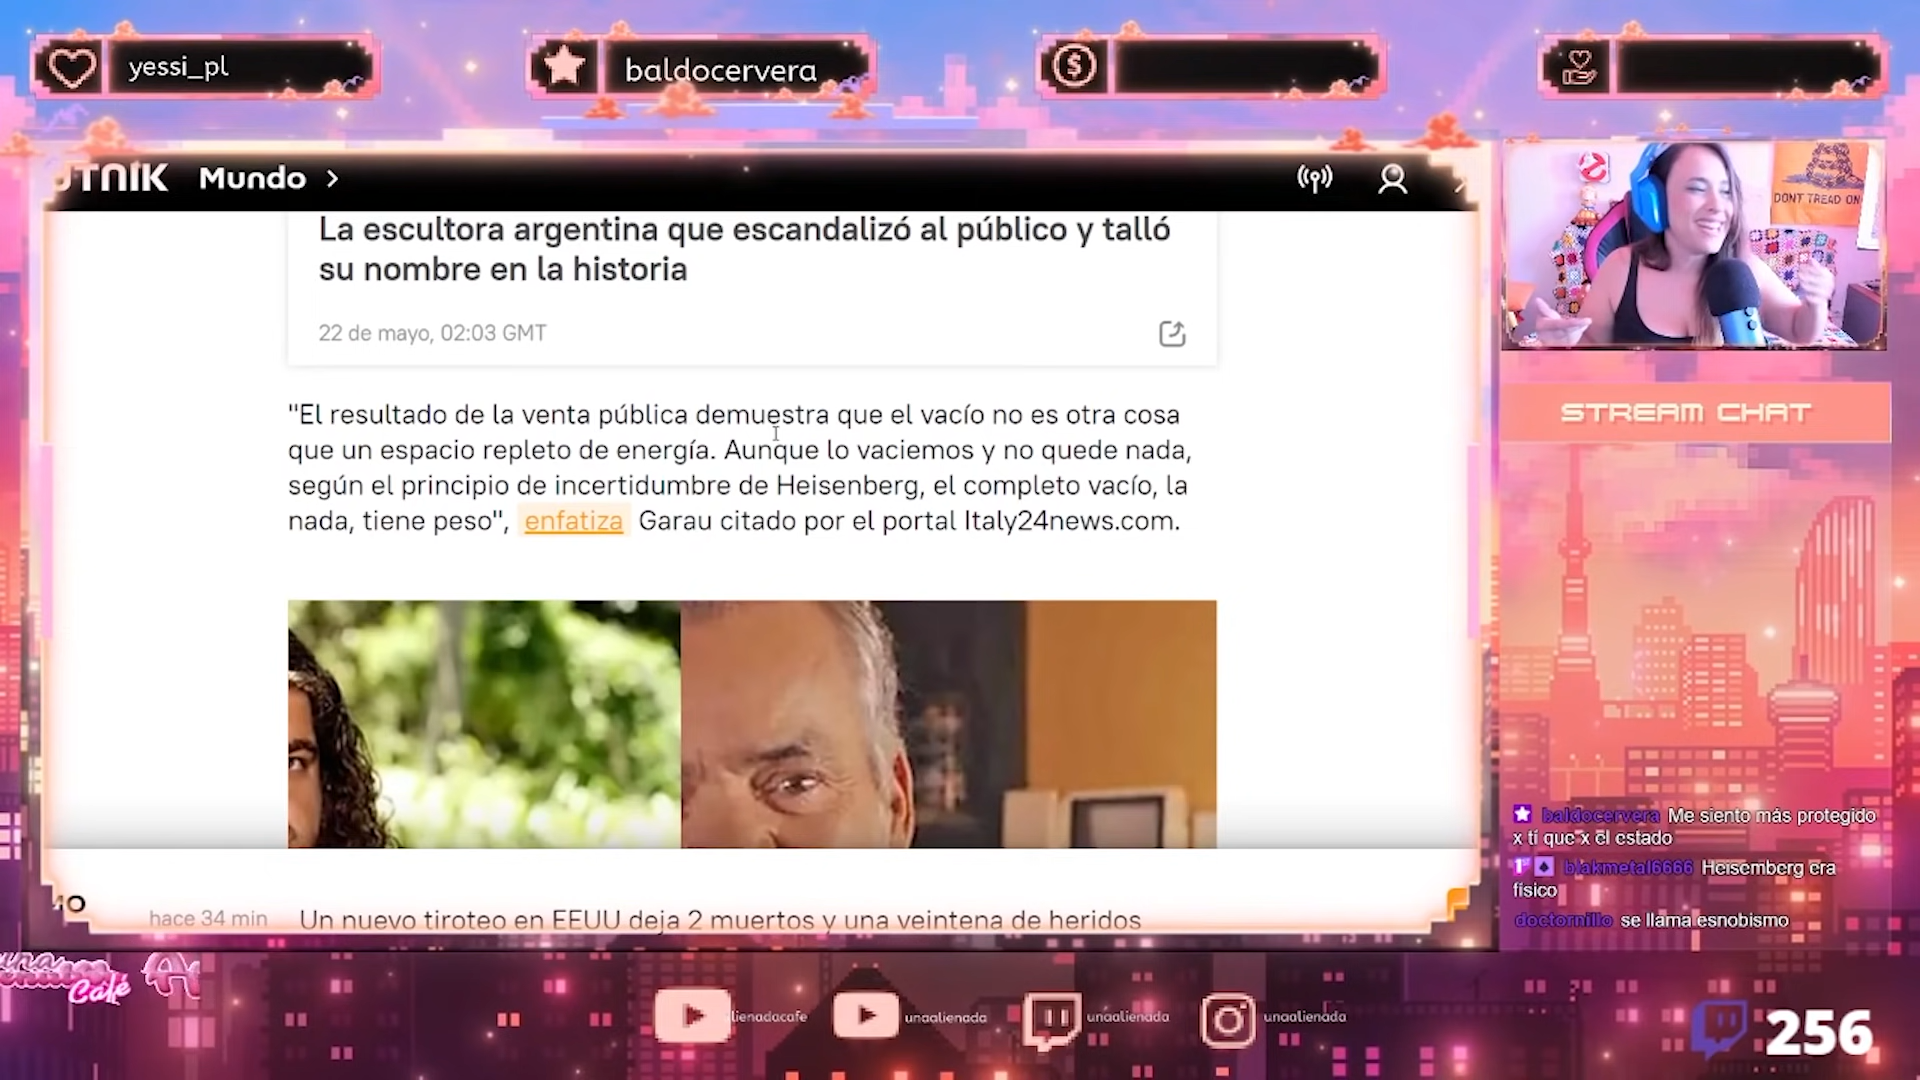 yessi_pl
baldocervera
UTNIK Mundo
DONT TREAD ON
La escultora argentina que escandalizó al público y talló
su nombre en la historia
22 de mayo, 02:03 GMT
"El resultado de la venta pública demuestra que el vacío no es otra cosa
que un espacio repleto de energía. Aunque lo vaciemos y no quede nada,
según el principio de incertidumbre de Heisenberg, el completo vacío, la
nada, tiene peso", enfatiza Garau citado por el portal Italy24news.com.
STREAM CHAT
baldocervera Me siento más protegido
x ti que x el estado
blakmetal6666 Heisemberg era
fisico
doctornillo se llama esnobismo
MO
hace 34 min Un nuevo tiroteo en EEUU deja 2 muertos y una veintena de heridos
Café
lienadacafe
unaalienada
unaalienada
unaalienada
256